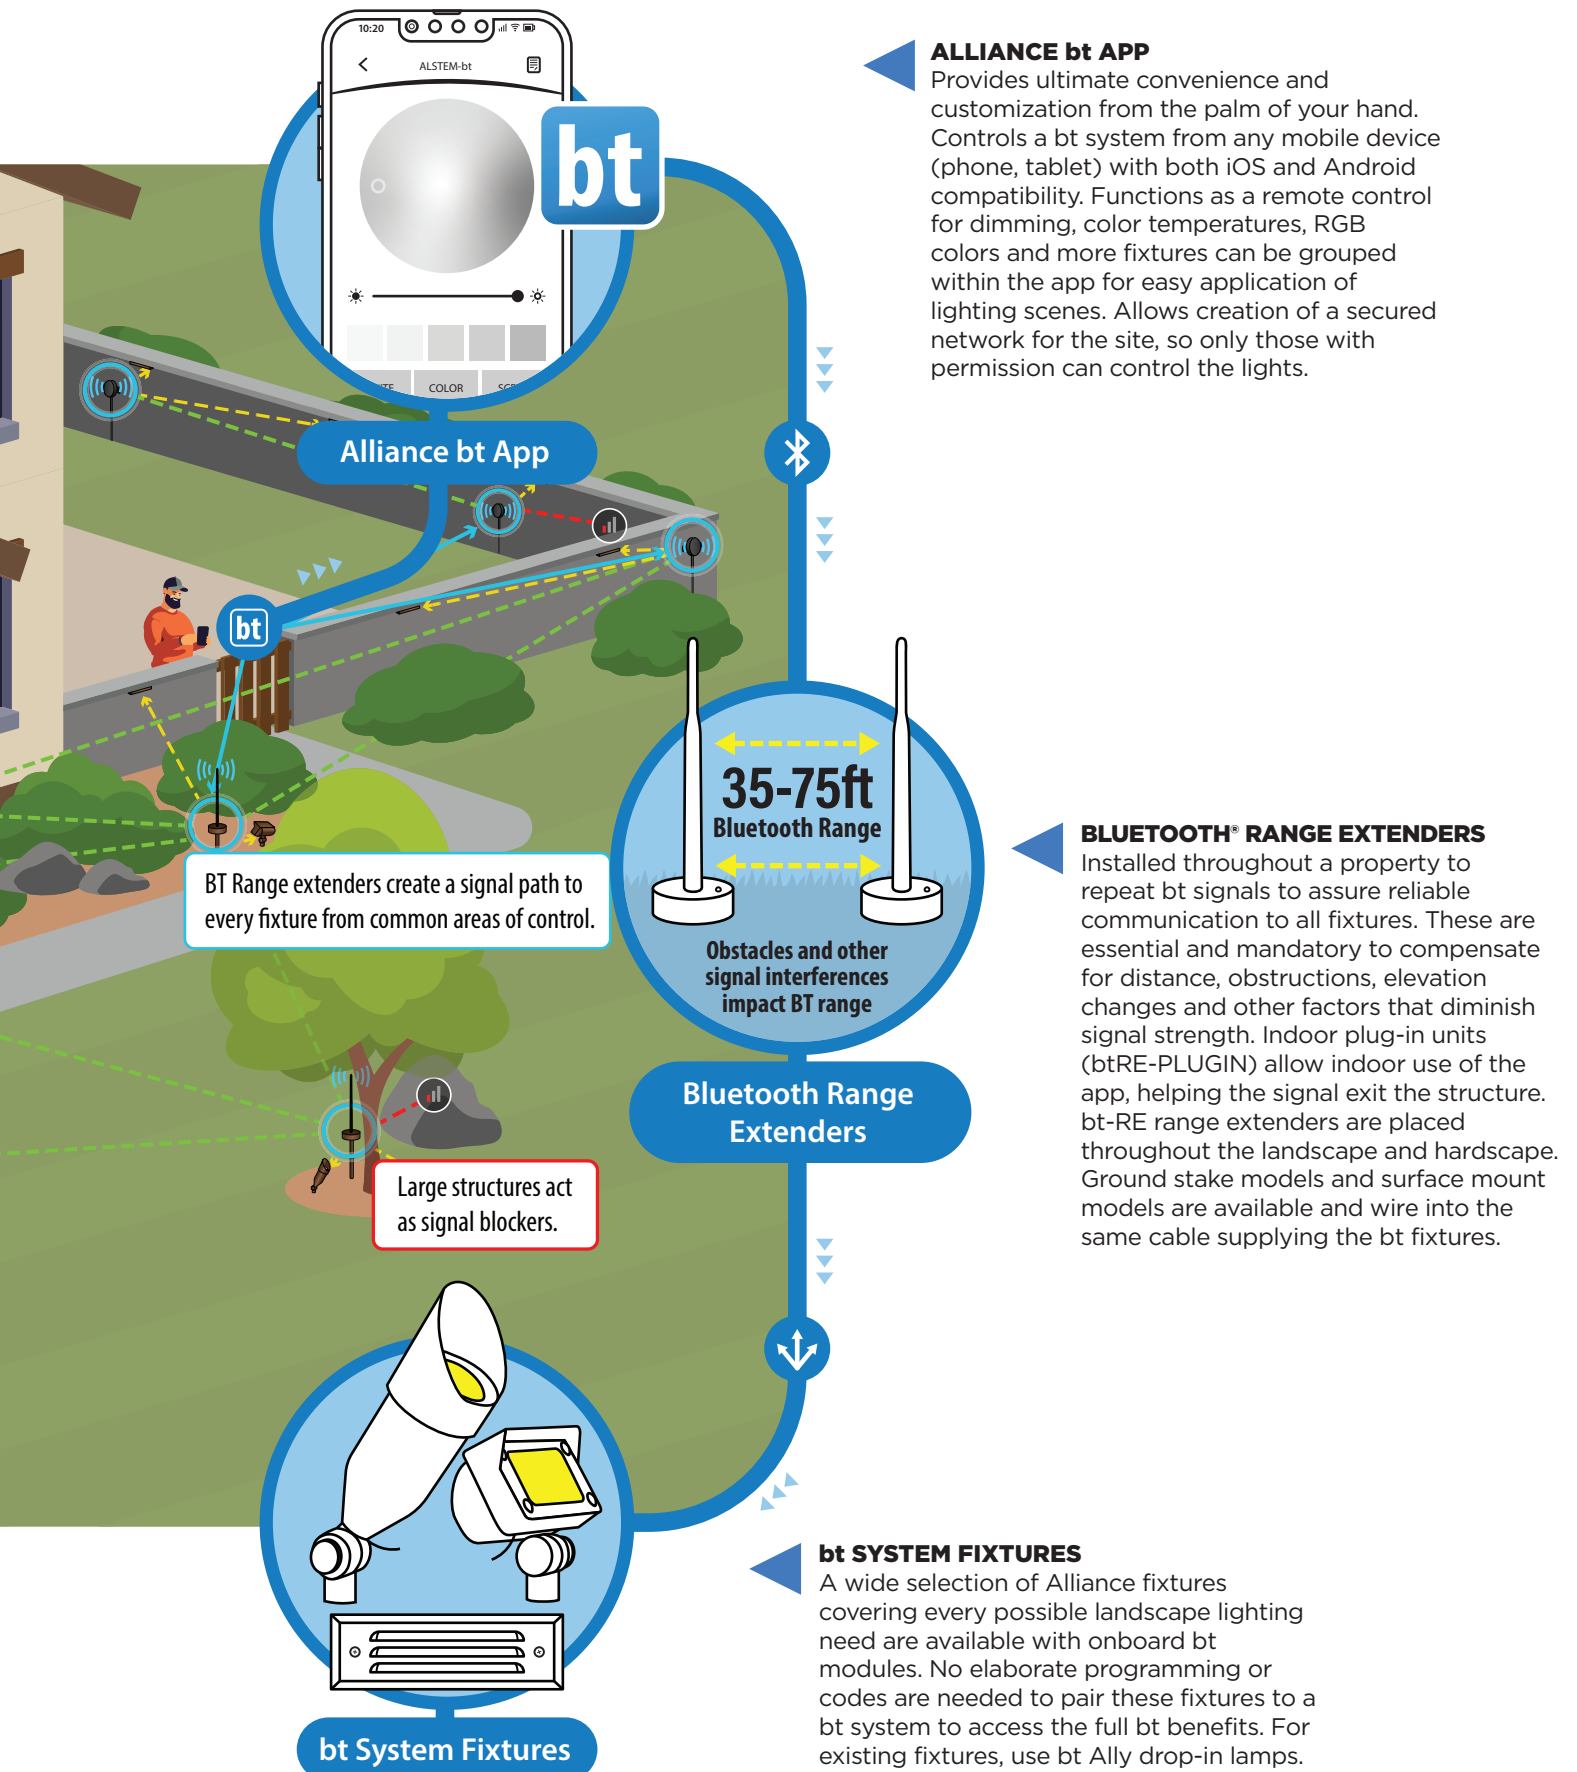 10:20
ALSTEM-bt
bt
COLOR
Alliance bt App
bt
ALLIANCE bt APP
Provides ultimate convenience and
customization from the palm of your hand.
Controls a bt system from any mobile device
(phone, tablet) with both iOS and Android
compatibility. Functions as a remote control
for dimming, color temperatures, RGB
colors and more fixtures can be grouped
within the app for easy application of
lighting scenes. Allows creation of a secured
network for the site, so only those with
permission can control the lights.
35-75ft
Bluetooth Range
Obstacles and other
signal interferences
impact BT range
BT Range extenders create a signal path to
every fixture from common areas of control.
Bluetooth Range
Extenders
Large structures act
as signal blockers.
BLUETOOTH® RANGE EXTENDERS
Installed throughout a property to
repeat bt signals to assure reliable
communication to all fixtures. These are
essential and mandatory to compensate
for distance, obstructions, elevation
changes and other factors that diminish
signal strength. Indoor plug-in units
(btRE-PLUGIN) allow indoor use of the
app, helping the signal exit the structure.
bt-RE range extenders are placed
throughout the landscape and hardscape.
Ground stake models and surface mount
models are available and wire into the
same cable supplying the bt fixtures.
bt System Fixtures
bt SYSTEM FIXTURES
A wide selection of Alliance fixtures
covering every possible landscape lighting
need are available with onboard bt
modules. No elaborate programming or
codes are needed to pair these fixtures to a
bt system to access the full bt benefits. For
existing fixtures, use bt Ally drop-in lamps.